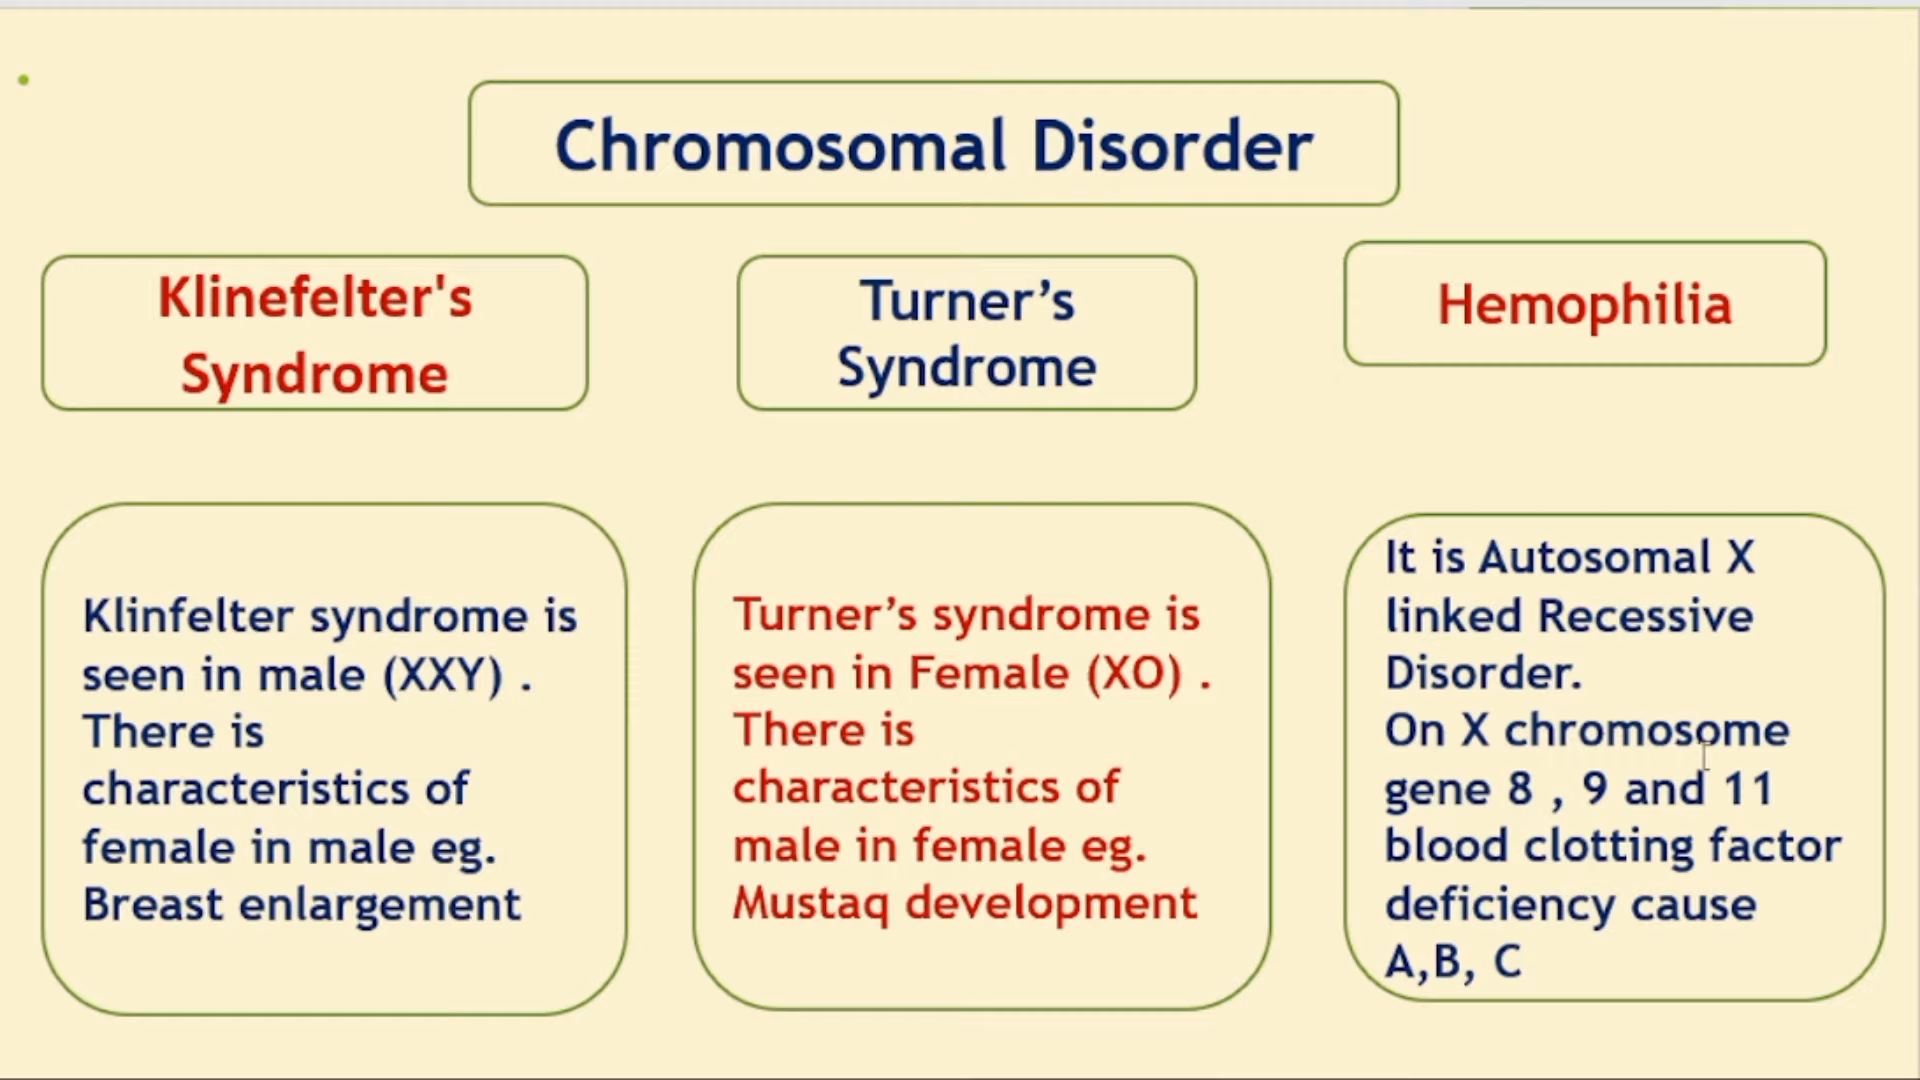 Chromosomal Disorder
Klinefelter's
Syndrome
Turner’s
Syndrome
Hemophilia
Klinfelter syndrome is
seen in male (XXY) .
There is
characteristics of
female in male eg.
Breast enlargement
Turner’s syndrome is
seen in Female (XO) .
There is
characteristics of
male in female eg.
Mustaq development
It is Autosomal X
linked Recessive
Disorder.
On X chromosome
gene 8 , 9 and 11
blood clotting factor
deficiency cause
A,B, C